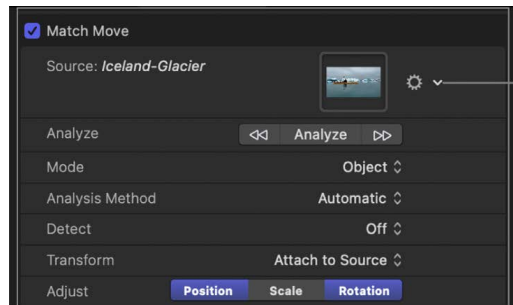 Match Move
Source: Iceland-Glacier
Analyze Analyze
Mode Object
Analysis Method Automatic
Detect Off
Transform Attach to Source
Adjust Position Scale Rotation